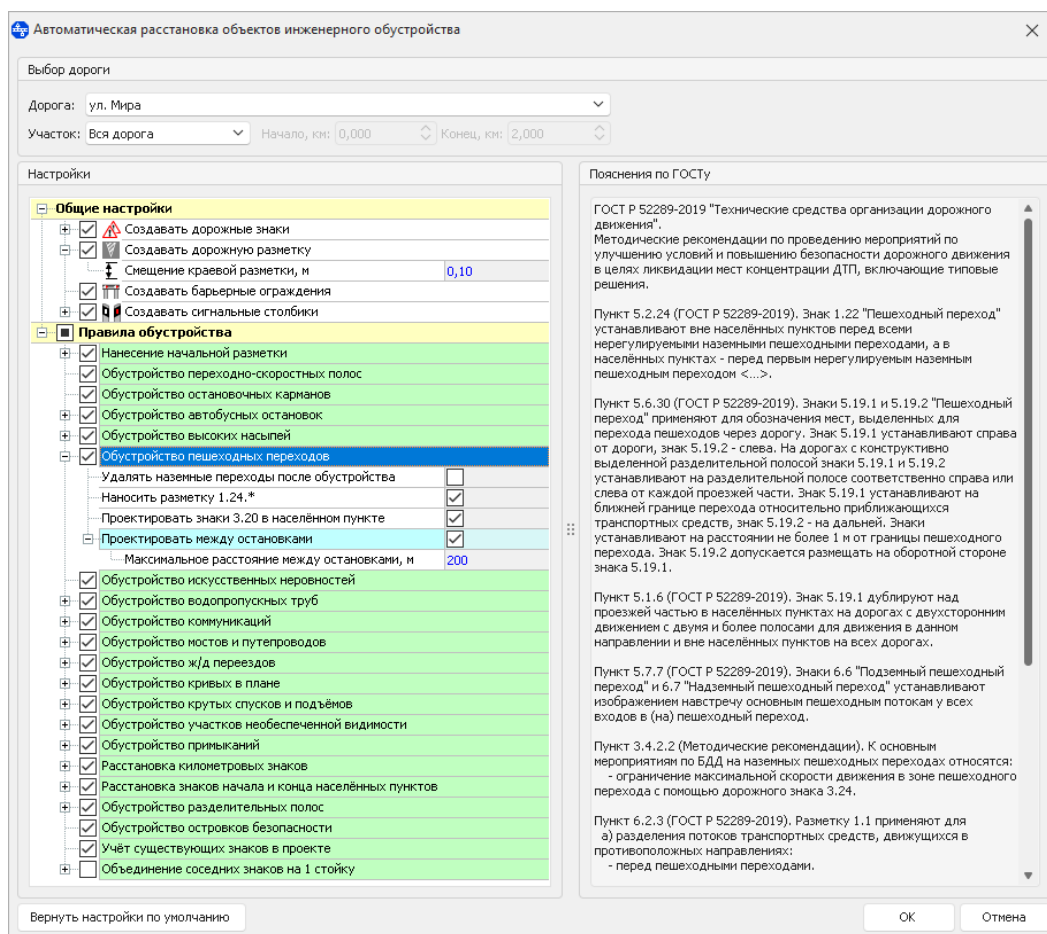 Автоматическая расстановка объектов инженерного обустройства
Выбор дороги
Дорога: ул. Мира
Участок: Вся дорога Начало, км: 0,000 Конец, км: 2,000
Настройки
Общие настройки
Создавать дорожные знаки
Создавать дорожную разметку
Смещение краевой разметки, м 0,10
Создавать барьерные ограждения
Создавать сигнальные столбики
Правила обустройства
Нанесение начальной разметки
Обустройство переходно-скоростных полос
Обустройство остановочных карманов
Обустройство автобусных остановок
Обустройство высоких насыпей
Обустройство пешеходных переходов
Удалять наземные переходы после обустройства
Наносить разметку 1.24.*
Проектировать знаки 3.20 в населённом пункте
Проектировать между остановками
Максимальное расстояние между остановками, м 200
Обустройство искусственных неровностей
Обустройство водопропускных труб
Обустройство коммуникаций
Обустройство мостов и путепроводов
Обустройство ж/д переездов
Обустройство кривых в плане
Обустройство крутых спусков и подъёмов
Обустройство участков необеспеченной видимости
Обустройство примыканий
Расстановка километровых знаков
Расстановка знаков начала и конца населённых пунктов
Обустройство разделительных полос
Обустройство островков безопасности
Учёт существующих знаков в проекте
Объединение соседних знаков на 1 стойку
Пояснения по ГОСТу
ГОСТ Р 52289-2019 "Технические средства организации дорожного
движения".
Методические рекомендации по проведению мероприятий по
улучшению условий и повышению безопасности дорожного движения
в целях ликвидации мест концентрации ДТП, включающие типовые
решения.
Пункт 5.2.24 (ГОСТ Р 52289-2019). Знак 1.22 "Пешеходный переход"
устанавливают вне населённых пунктов перед всеми
нерегулируемыми наземными пешеходными переходами, а в
населённых пунктах - перед первым нерегулируемым наземным
пешеходным переходом <...>.
Пункт 5.6.30 (ГОСТ Р 52289-2019). Знаки 5.19.1 и 5.19.2 "Пешеходный
переход" применяют для обозначения мест, выделенных для
перехода пешеходов через дорогу. Знак 5.19.1 устанавливают справа
от дороги, знак 5.19.2 - слева. На дорогах с конструктивно
выделенной разделительной полосой знаки 5.19.1 и 5.19.2
устанавливают на разделительной полосе соответственно справа или
слева от каждой проезжей части. Знак 5.19.1 устанавливают на
ближней границе перехода относительно приближающихся
транспортных средств, знак 5.19.2 - на дальней. Знаки
устанавливают на расстоянии не более 1 м от границы пешеходного
перехода. Знак 5.19.2 допускается размещать на оборотной стороне
знака 5.19.1.
Пункт 5.1.6 (ГОСТ Р 52289-2019). Знак 5.19.1 дублируют над
проезжей частью в населённых пунктах на дорогах с двухсторонним
движением с двумя и более полосами для движения в данном
направлении и вне населённых пунктов на всех дорогах.
Пункт 5.7.7 (ГОСТ Р 52289-2019). Знаки 6.6 "Подземный пешеходный
переход" и 6.7 "Надземный пешеходный переход" устанавливают
изображением навстречу основным пешеходным потокам у всех
входов в (на) пешеходный переход.
Пункт 3.4.2.2 (Методические рекомендации). К основным
мероприятиям по БДД на наземных пешеходных переходах относятся:
- ограничение максимальной скорости движения в зоне пешеходного
перехода с помощью дорожного знака 3.24.
Пункт 6.2.3 (ГОСТ Р 52289-2019). Разметку 1.1 применяют для
а) разделения потоков транспортных средств, движущихся в
противоположных направлениях:
- перед пешеходными переходами.
Вернуть настройки по умолчанию
ОК
Отмена